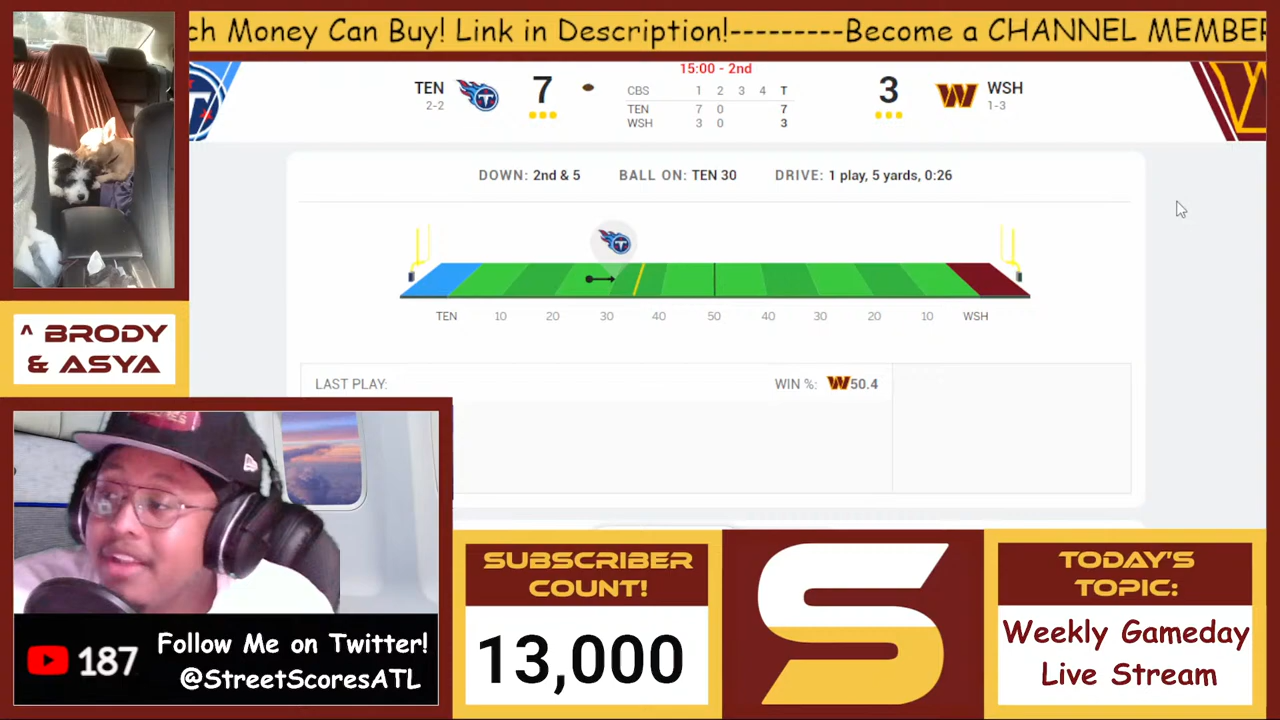 ch Money Can Buy! Link in Description!---------Become a CHANNEL MEMBER
TEN
2-2
7
15:00 - 2nd
CBS 1 2 3 4 T
TEN 7 0 7
WSH 3 0 3
3
WSH
1-3
DOWN: 2nd & 5 BALL ON: TEN 30 DRIVE: 1 play, 5 yards, 0:26
TEN 10 20 30 40 50 40 30 20 10 WSH
LAST PLAY: WIN %: W 50.4
^ BRODY
& ASYA
187
Follow Me on Twitter!
@StreetScoresATL
SUBSCRIBER
COUNT!
13,000
S
TODAY'S
TOPIC:
Weekly Gameday
Live Stream